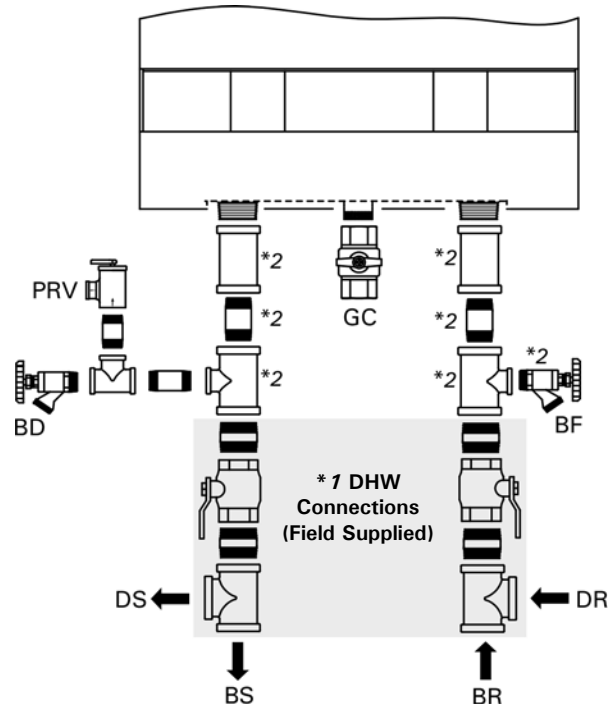 *2
*2
PRV
GC
*2
*2
*2
*2
*2
BD
BF
*1 DHW
Connections
(Field Supplied)
DS
DR
BS
BR